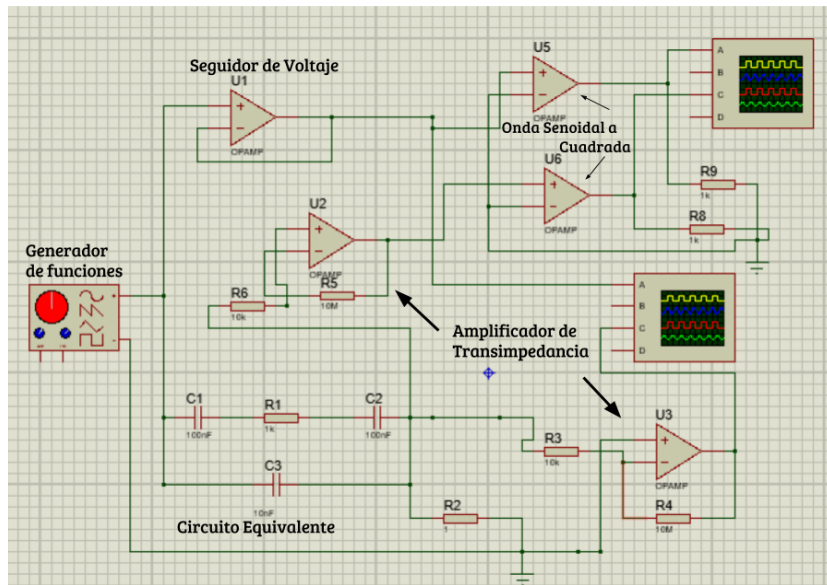 Seguidor de Voltaje
U1
+
−
OPAMP
U5
+
−
OPAMP
A
B
C
D
Onda Senoidal a
Cuadrada
U6
+
−
OPAMP
R9
1k
R8
1k
U2
+
−
OPAMP
R5
10M
R6
10k
Generador
de funciones
+
-
A
B
C
D
Amplificador de
Transimpedancia
C1
100nF
R1
1k
C2
100nF
C3
10nF
Circuito Equivalente
R2
1
R3
10k
U3
+
−
OPAMP
R4
10M